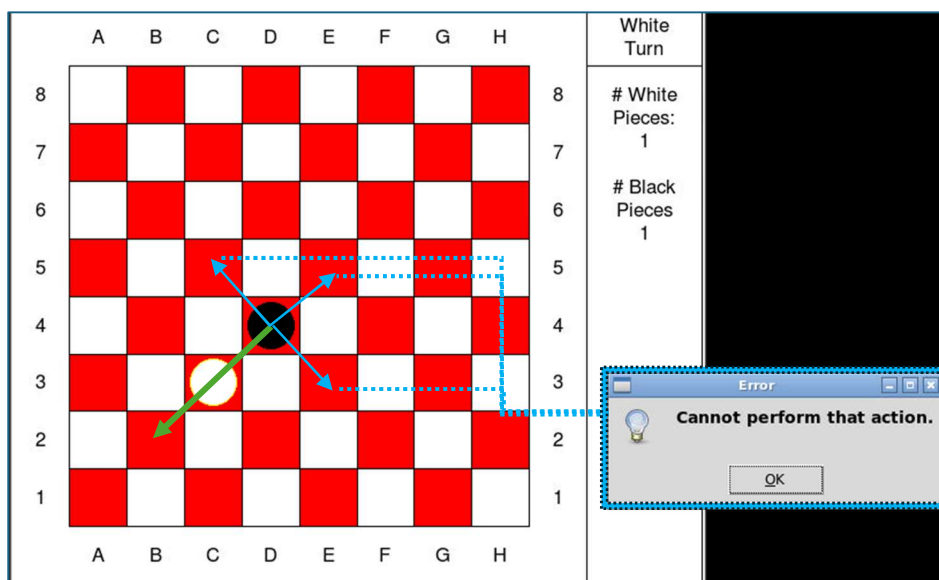 A B C D E F G H
White
Turn
8 8
# White
Pieces:
1
7 7
# Black
Pieces
1
6 6
5 5
4 4
3 3
Error
Cannot perform that action.
OK
2 2
1 1
A B C D E F G H